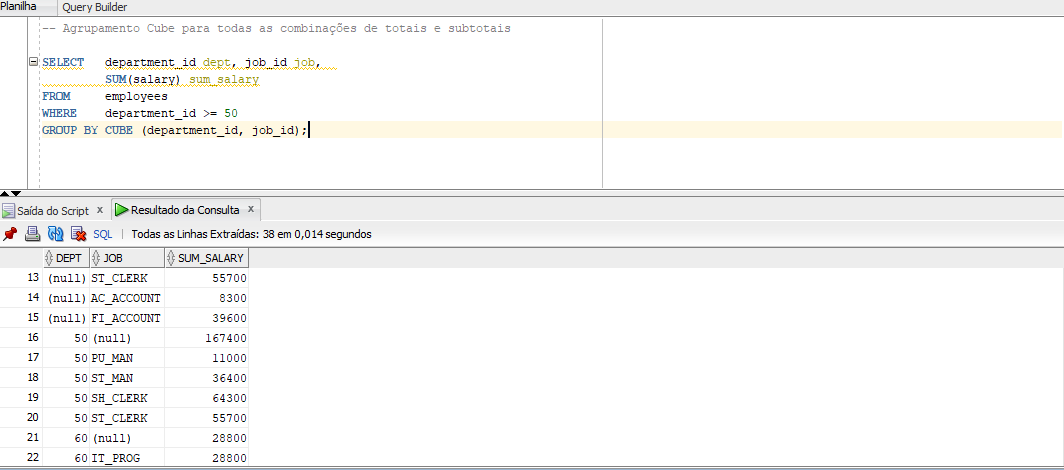 Planilha Query Builder
-- Agrupamento Cube para todas as combinações de totais e subtotais
SELECT department_id dept, job_id job,
SUM(salary) sum_salary
FROM employees
WHERE department_id >= 50
GROUP BY CUBE (department_id, job_id);
Saída do Script x Resultado da Consulta x
SQL | Todas as Linhas Extraídas: 38 em 0,014 segundos
DEPT JOB SUM_SALARY
13 (null) ST_CLERK 55700
14 (null) AC_ACCOUNT 8300
15 (null) FI_ACCOUNT 39600
16 50 (null) 167400
17 50 PU_MAN 11000
18 50 ST_MAN 36400
19 50 SH_CLERK 64300
20 50 ST_CLERK 55700
21 60 (null) 28800
22 60 IT_PROG 28800